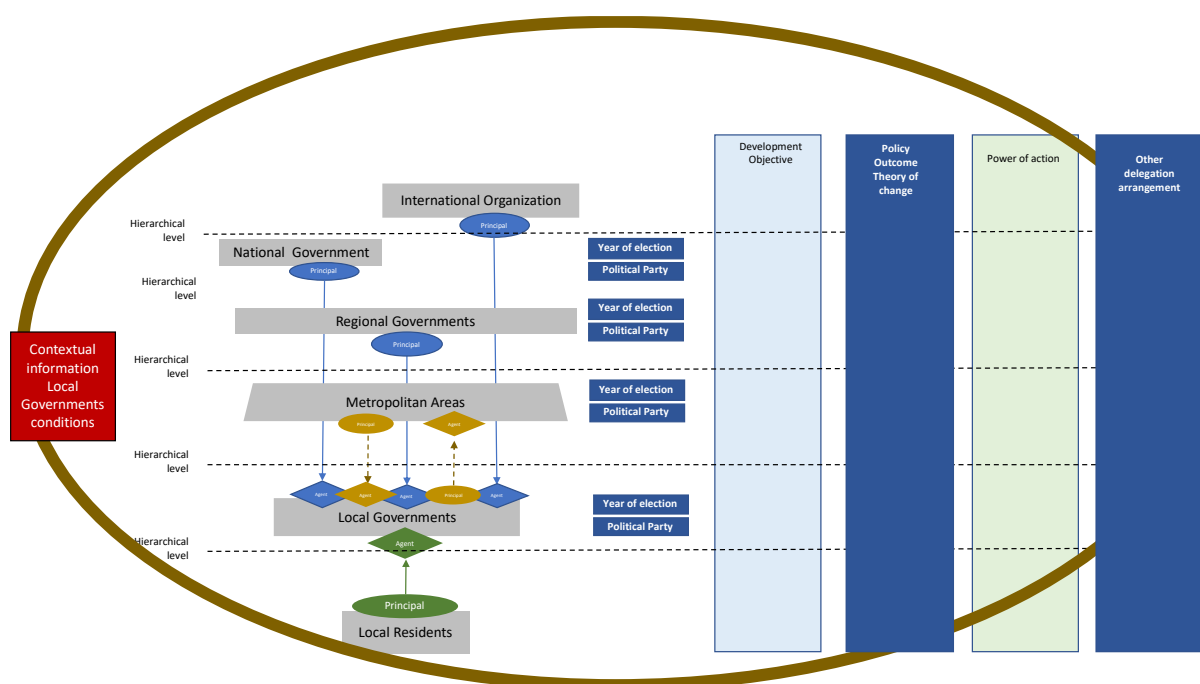 Development
Objective
Policy
Outcome
Theory of
change
Power of action
Other
delegation
arrangement
International Organization
Principal
Hierarchical
level
National Government
Principal
Year of election
Political Party
Hierarchical
level
Regional Governments
Principal
Year of election
Political Party
Contextual
information
Local
Governments
conditions
Hierarchical
level
Metropolitan Areas
Principal
Agent
Year of election
Political Party
Hierarchical
level
Agent
Agent
Agent
Principal
Agent
Local Governments
Year of election
Political Party
Agent
Hierarchical
level
Principal
Local Residents